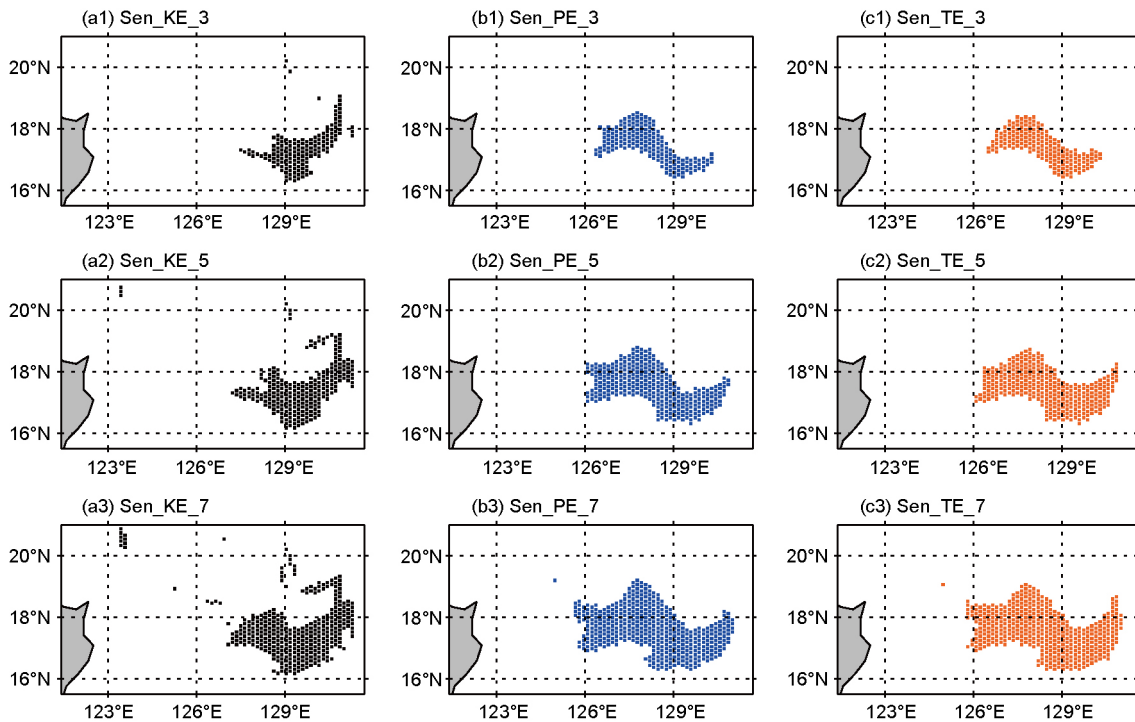 (a1) Sen_KE_3 (b1) Sen_PE_3 (c1) Sen_TE_3
20°N 20°N 20°N
18°N 18°N 18°N
16°N 16°N 16°N
123°E 126°E 129°E 123°E 126°E 129°E 123°E 126°E 129°E
(a2) Sen_KE_5 (b2) Sen_PE_5 (c2) Sen_TE_5
20°N 20°N 20°N
18°N 18°N 18°N
16°N 16°N 16°N
123°E 126°E 129°E 123°E 126°E 129°E 123°E 126°E 129°E
(a3) Sen_KE_7 (b3) Sen_PE_7 (c3) Sen_TE_7
20°N 20°N 20°N
18°N 18°N 18°N
16°N 16°N 16°N
123°E 126°E 129°E 123°E 126°E 129°E 123°E 126°E 129°E